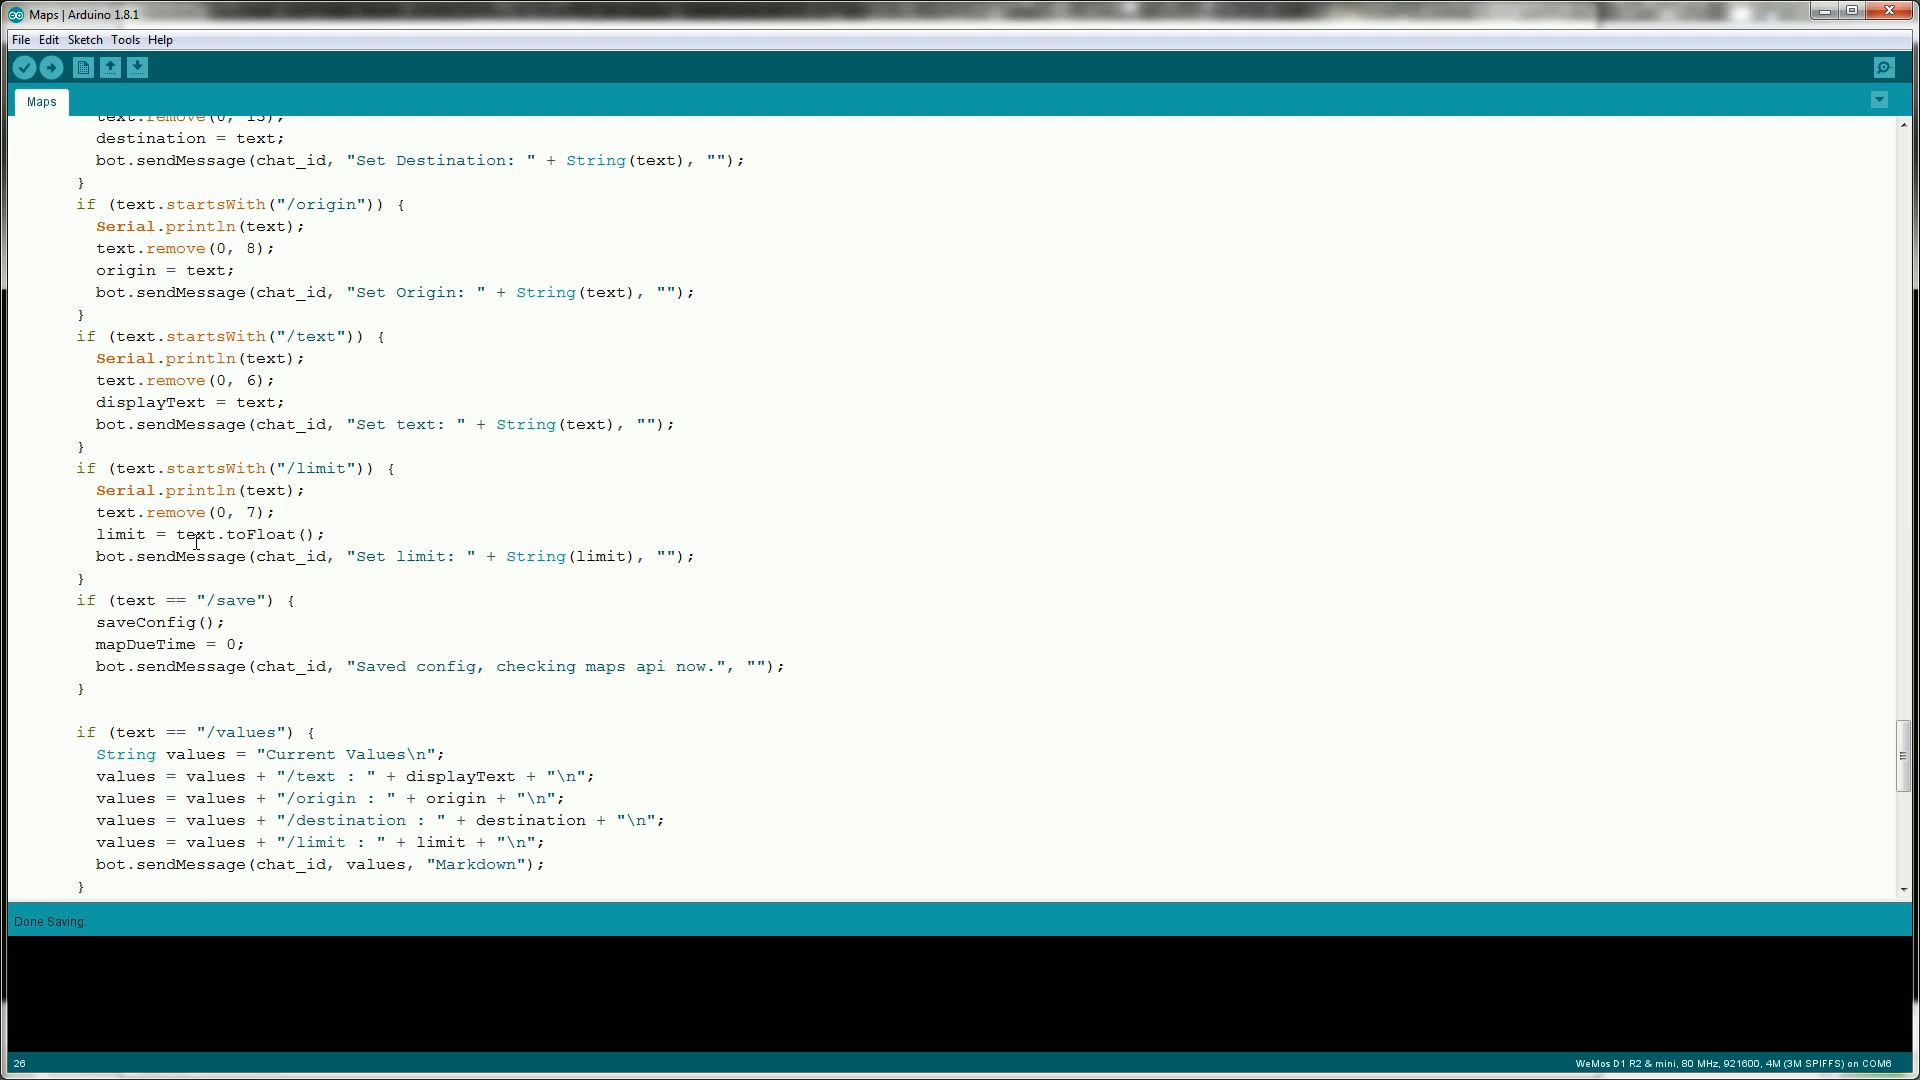 Maps | Arduino 1.8.1
File Edit Sketch Tools Help
Maps
text.remove(0, 13);
destination = text;
bot.sendMessage(chat_id, "Set Destination: " + String(text), "");
}
if (text.startsWith("/origin")) {
Serial.println(text);
text.remove(0, 8);
origin = text;
bot.sendMessage(chat_id, "Set Origin: " + String(text), "");
}
if (text.startsWith("/text")) {
Serial.println(text);
text.remove(0, 6);
displayText = text;
bot.sendMessage(chat_id, "Set text: " + String(text), "");
}
if (text.startsWith("/limit")) {
Serial.println(text);
text.remove(0, 7);
limit = text.toFloat();
bot.sendMessage(chat_id, "Set limit: " + String(limit), "");
}
if (text == "/save") {
saveConfig();
mapDueTime = 0;
bot.sendMessage(chat_id, "Saved config, checking maps api now.", "");
}
if (text == "/values") {
String values = "Current Values\n";
values = values + "/text : " + displayText + "\n";
values = values + "/origin : " + origin + "\n";
values = values + "/destination : " + destination + "\n";
values = values + "/limit : " + limit + "\n";
bot.sendMessage(chat_id, values, "Markdown");
}
Done Saving.
26
WeMos D1 R2 & mini, 80 MHz, 921600, 4M (3M SPIFFS) on COM6